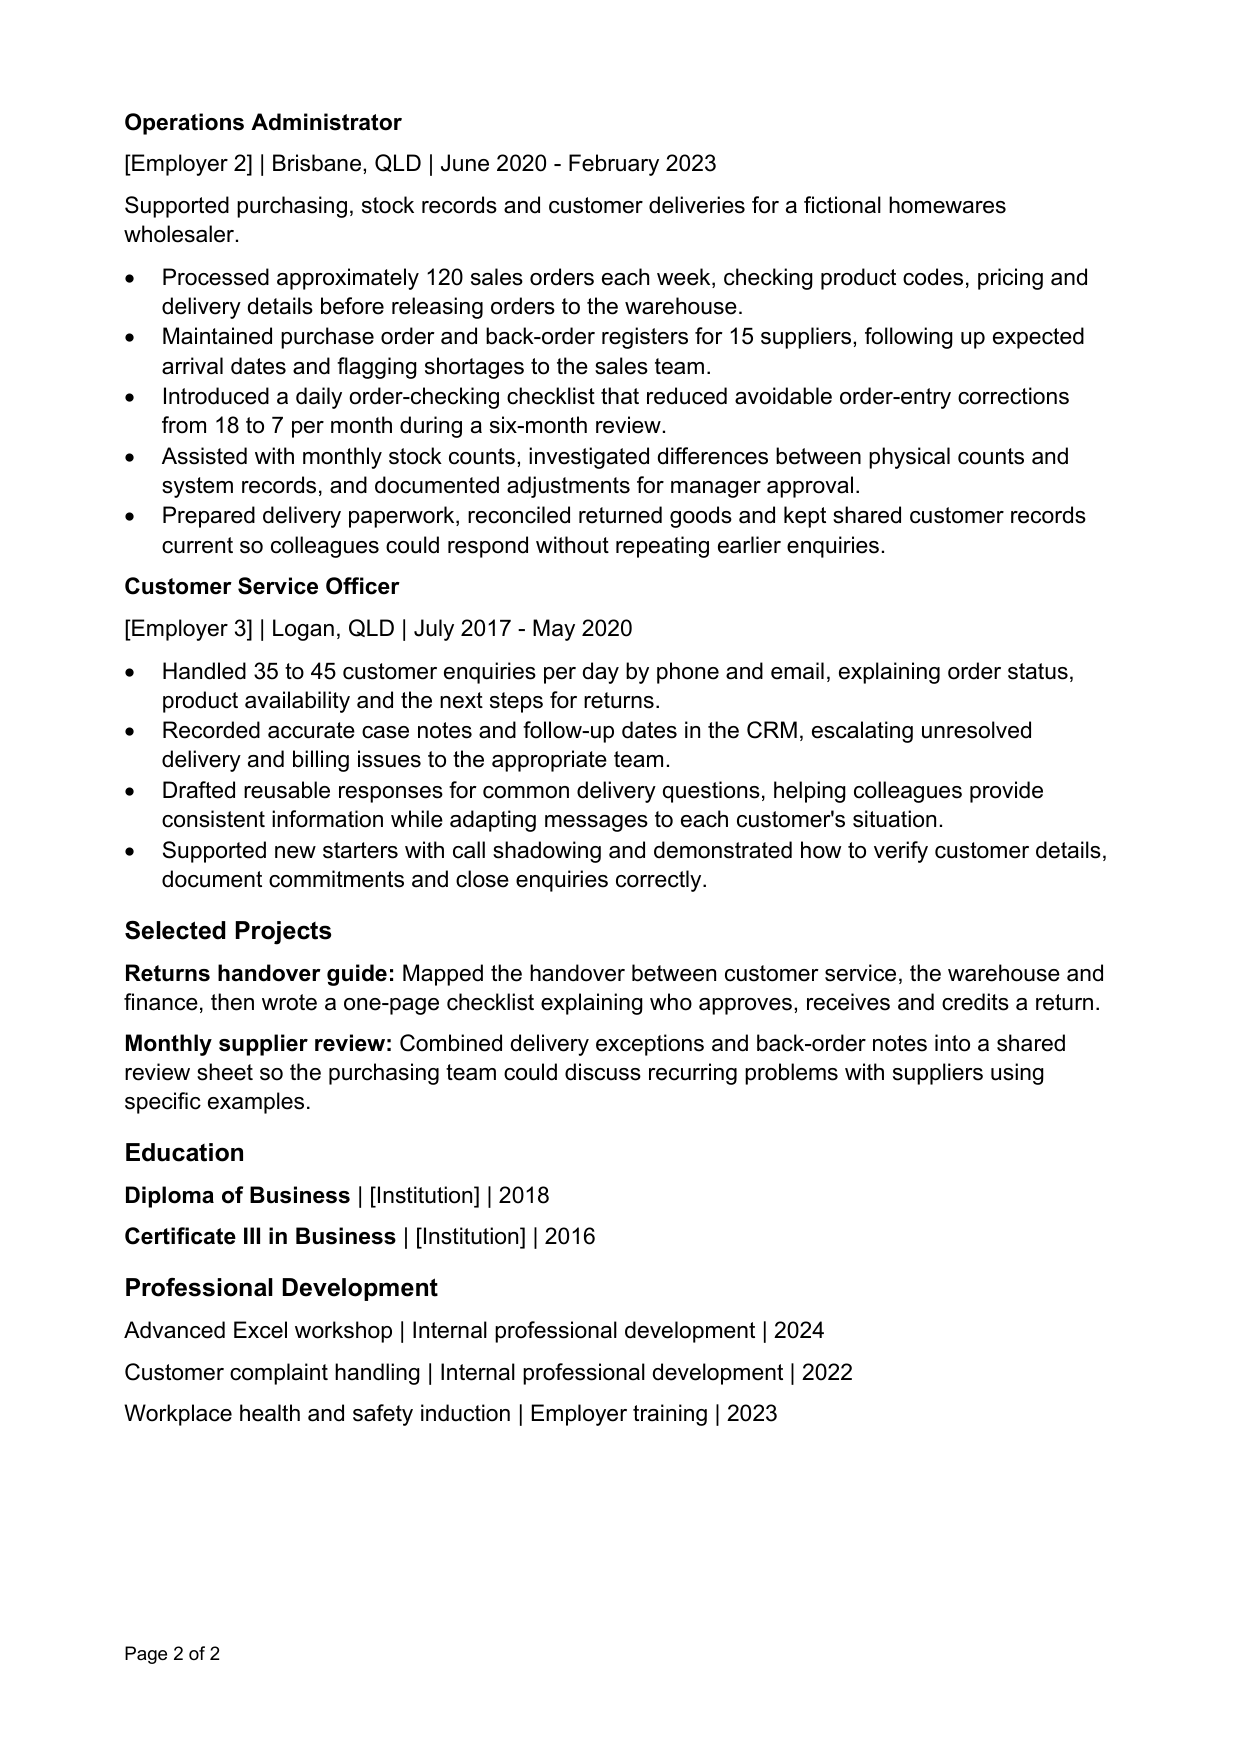 Operations Administrator
[Employer 2] | Brisbane, QLD | June 2020 - February 2023
Supported purchasing, stock records and customer deliveries for a fictional homewares
wholesaler.
• Processed approximately 120 sales orders each week, checking product codes, pricing and
delivery details before releasing orders to the warehouse.
• Maintained purchase order and back-order registers for 15 suppliers, following up expected
arrival dates and flagging shortages to the sales team.
• Introduced a daily order-checking checklist that reduced avoidable order-entry corrections
from 18 to 7 per month during a six-month review.
• Assisted with monthly stock counts, investigated differences between physical counts and
system records, and documented adjustments for manager approval.
• Prepared delivery paperwork, reconciled returned goods and kept shared customer records
current so colleagues could respond without repeating earlier enquiries.
Customer Service Officer
[Employer 3] | Logan, QLD | July 2017 - May 2020
• Handled 35 to 45 customer enquiries per day by phone and email, explaining order status,
product availability and the next steps for returns.
• Recorded accurate case notes and follow-up dates in the CRM, escalating unresolved
delivery and billing issues to the appropriate team.
• Drafted reusable responses for common delivery questions, helping colleagues provide
consistent information while adapting messages to each customer's situation.
• Supported new starters with call shadowing and demonstrated how to verify customer details,
document commitments and close enquiries correctly.
Selected Projects
Returns handover guide: Mapped the handover between customer service, the warehouse and
finance, then wrote a one-page checklist explaining who approves, receives and credits a return.
Monthly supplier review: Combined delivery exceptions and back-order notes into a shared
review sheet so the purchasing team could discuss recurring problems with suppliers using
specific examples.
Education
Diploma of Business | [Institution] | 2018
Certificate III in Business | [Institution] | 2016
Professional Development
Advanced Excel workshop | Internal professional development | 2024
Customer complaint handling | Internal professional development | 2022
Workplace health and safety induction | Employer training | 2023
Page 2 of 2